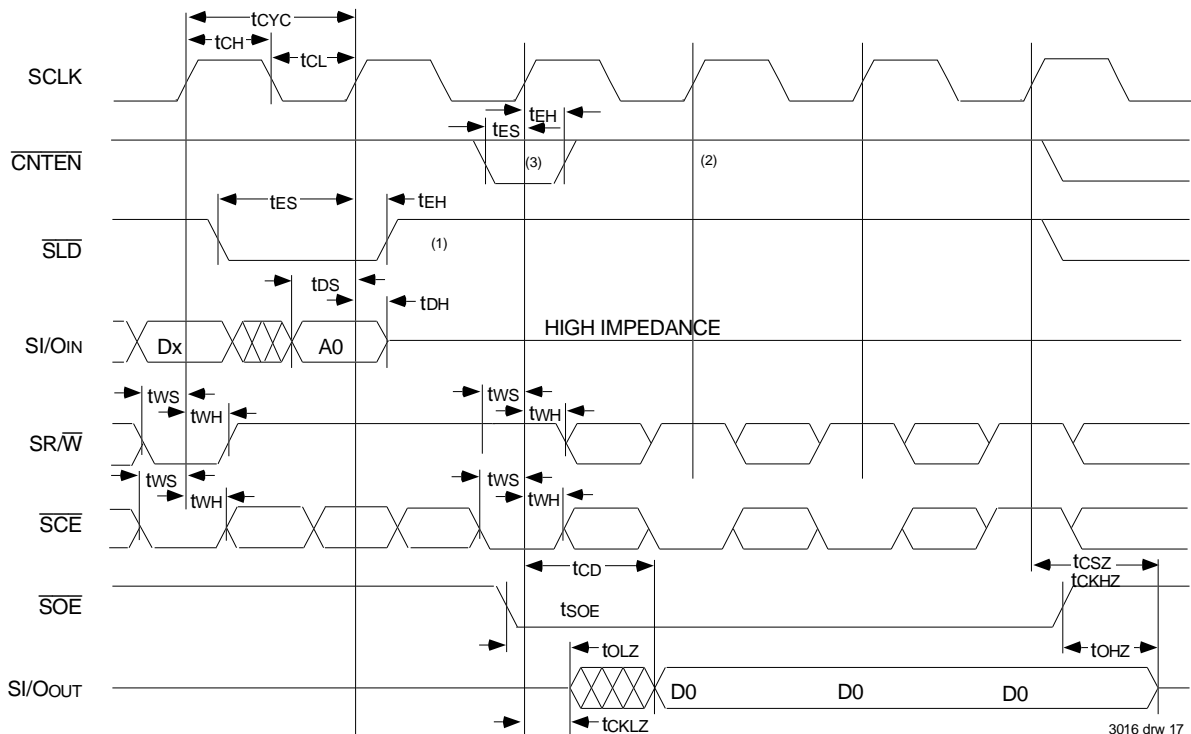 tCYC
tCH
tCL
SCLK
tEH
tES
CNTEN
(3)
(2)
tES
tEH
SLD
(1)
tDS
tDH
HIGH IMPEDANCE
SI/OIN
Dx
A0
tWS
tWS
tWH
tWH
SR/W
tWS
tWS
tWH
tWH
SCE
tCD
tCSZ
tCKHZ
SOE
tSOE
tOLZ
tOHZ
SI/OOUT
D0
D0
D0
tCKLZ
3016 drw 17